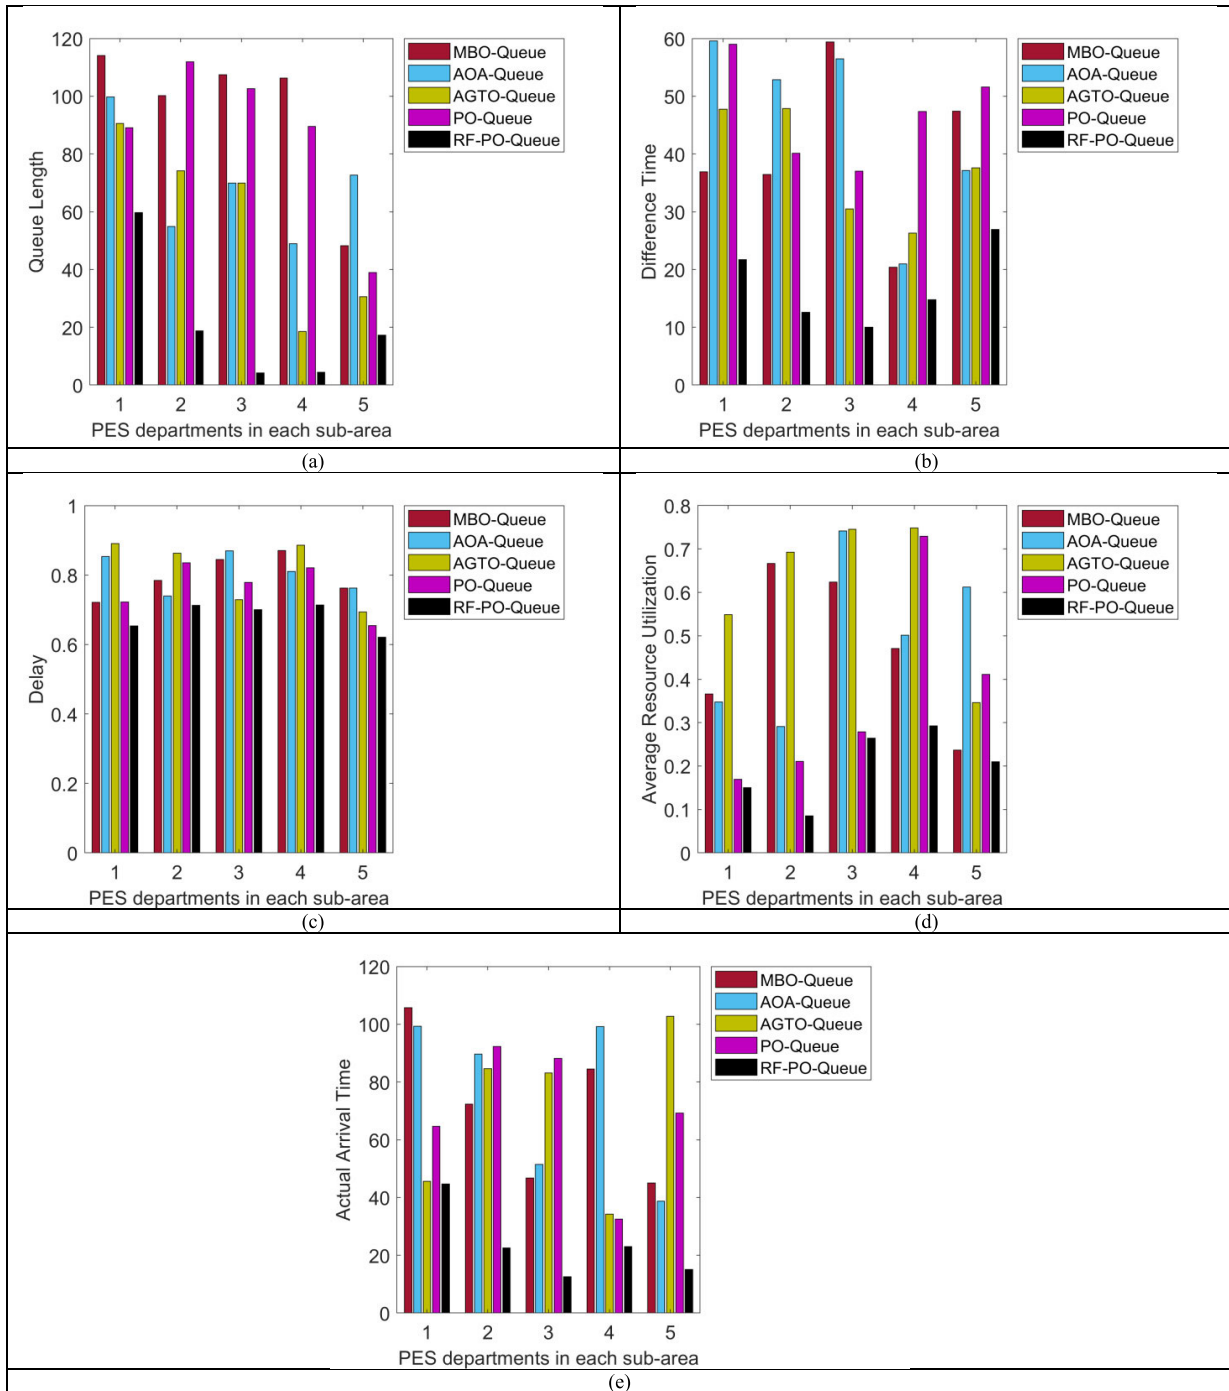 120
100
80
60
40
20
0
Queue Length
1 2 3 4 5
PES departments in each sub-area
MBO-Queue
AOA-Queue
AGTO-Queue
PO-Queue
RF-PO-Queue
(a)
60
50
40
30
20
10
0
Difference Time
1 2 3 4 5
PES departments in each sub-area
MBO-Queue
AOA-Queue
AGTO-Queue
PO-Queue
RF-PO-Queue
(b)
1
0.8
0.6
0.4
0.2
0
Delay
1 2 3 4 5
PES departments in each sub-area
MBO-Queue
AOA-Queue
AGTO-Queue
PO-Queue
RF-PO-Queue
(c)
0.8
0.7
0.6
0.5
0.4
0.3
0.2
0.1
0
Average Resource Utilization
1 2 3 4 5
PES departments in each sub-area
MBO-Queue
AOA-Queue
AGTO-Queue
PO-Queue
RF-PO-Queue
(d)
120
100
80
60
40
20
0
Actual Arrival Time
1 2 3 4 5
PES departments in each sub-area
MBO-Queue
AOA-Queue
AGTO-Queue
PO-Queue
RF-PO-Queue
(e)